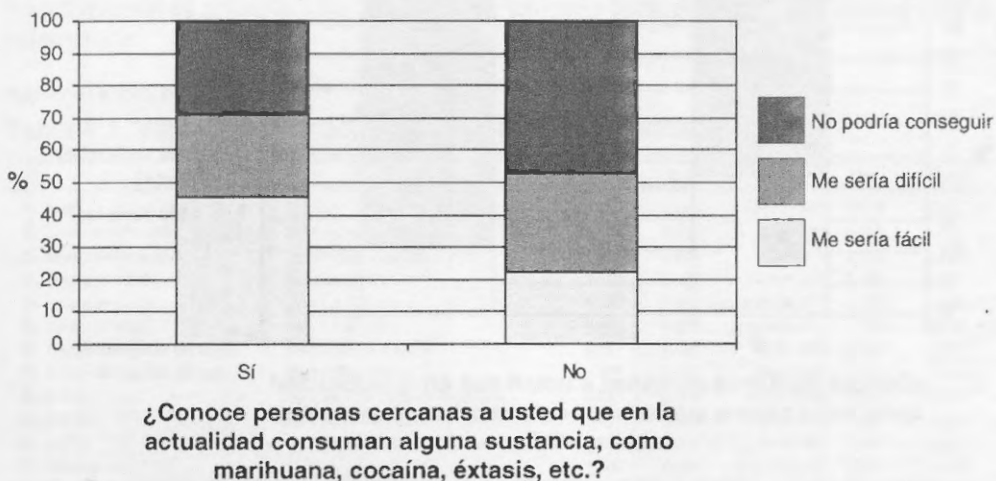 100
90
80
70
60
%
50
40
30
20
10
0
Sí
No
No podría conseguir
Me sería difícil
Me sería fácil
¿Conoce personas cercanas a usted que en la
actualidad consuman alguna sustancia, como
marihuana, cocaína, éxtasis, etc.?